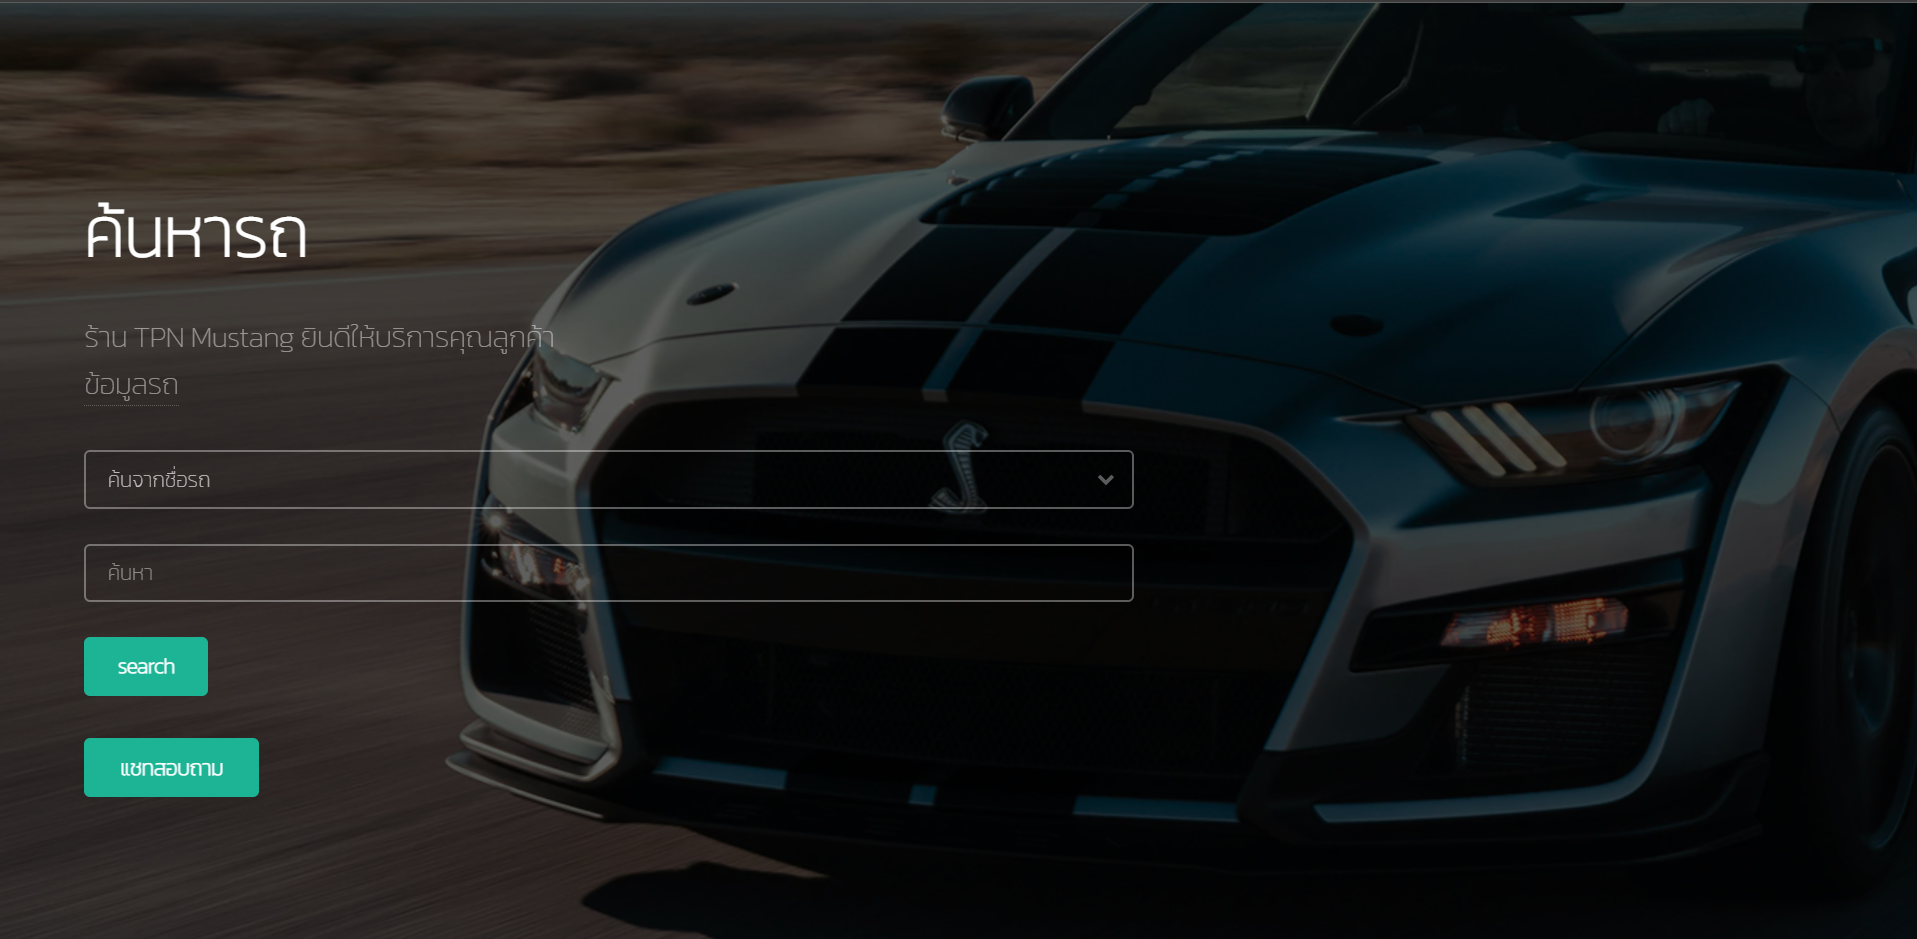 ค้นหารถ
ร้าน TPN Mustang ยินดีให้บริการคุณลูกค้า
ข้อมูลรถ
ค้นจากชื่อรถ
ค้นหา
search
แชทสอบถาม